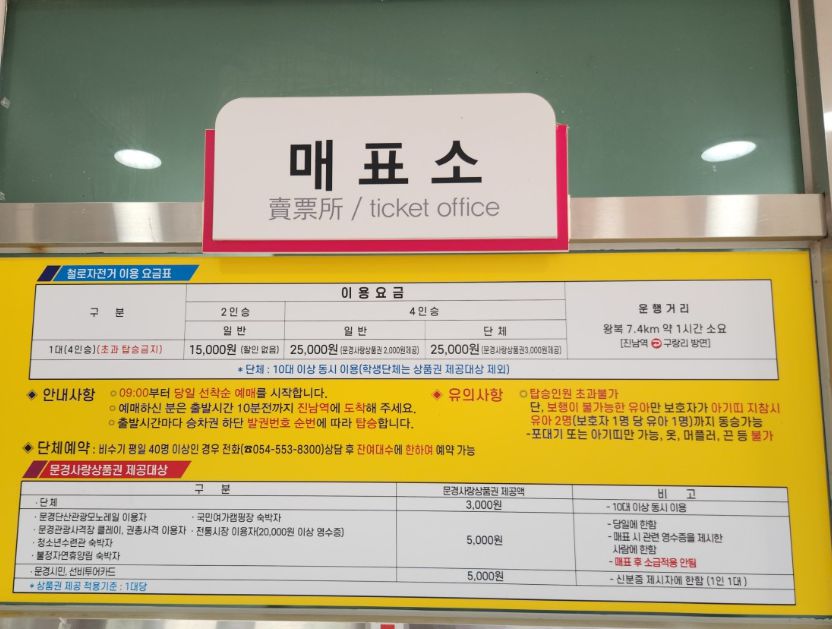 매표소
賣票所 / ticket office
철로자전거 이용 요금표
구 분
이용요금
2인승
4인승
일반
일반
단체
운행거리
왕복 7.4km 약 1시간 소요
[진남역 구랑리 방면]
1대(4인승)(초과 탑승금지)
15,000원 (할인 없음)
25,000원 (문경사랑상품권 2,000원제공)
25,000원 (문경사랑상품권3,000원제공)
* 단체 : 10대 이상 동시 이용(학생단체는 상품권 제공대상 제외)
◈ 안내사항
○ 09:00부터 당일 선착순 예매를 시작합니다.
○ 예매하신 분은 출발시간 10분전까지 진남역에 도착해 주세요.
○ 출발시간마다 승차권 하단 발권번호 순번에 따라 탑승합니다.
◈ 유의사항
○ 탑승인원 초과불가
단, 보행이 불가능한 유아만 보호자가 아기띠 지참시
유아 2명(보호자 1명 당 유아 1명)까지 동승가능
-포대기 또는 아기띠만 가능, 옷, 머플러, 끈 등 불가
◈ 단체예약 : 비수기 평일 40명 이상인 경우 전화(☎054-553-8300)상담 후 잔여대수에 한하여 예약 가능
문경사랑상품권 제공대상
구 분
문경사랑상품권 제공액
비 고
· 단체
3,000원
- 10대 이상 동시 이용
· 문경단산관광모노레일 이용자
· 국민여가캠핑장 숙박자
· 문경관광사격장 클레이, 권총사격 이용자
· 전통시장 이용자(20,000원 이상 영수증)
· 청소년수련관 숙박자
· 불정자연휴양림 숙박자
5,000원
- 당일에 한함
- 매표 시 관련 영수증을 제시한
사람에 한함
- 매표 후 소급적용 안됨
· 문경시민, 선비투어카드
5,000원
- 신분증 제시자에 한함 (1인 1대)
* 상품권 제공 적용기준 : 1대당